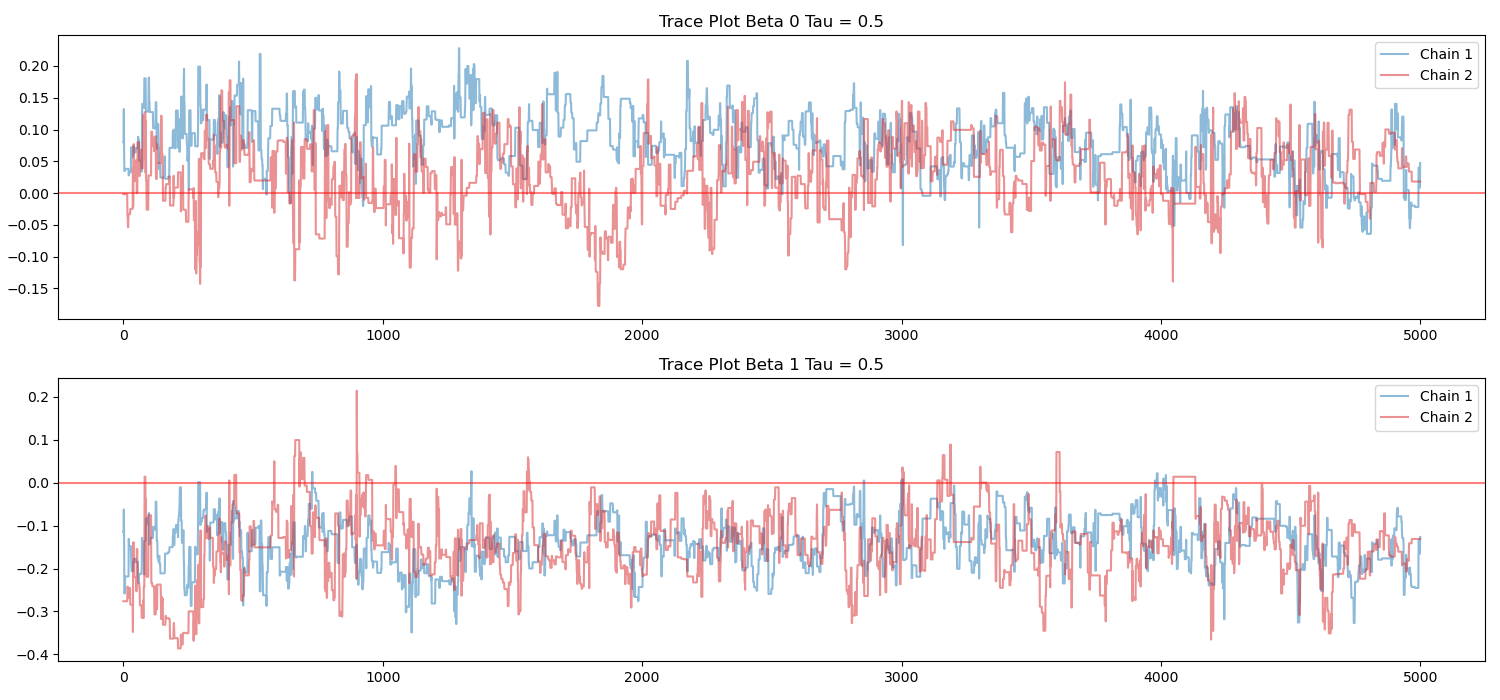 Trace Plot Beta 0 Tau = 0.5
Chain 1
Chain 2
0.20
0.15
0.10
0.05
0.00
−0.05
−0.10
−0.15
0 1000 2000 3000 4000 5000
Trace Plot Beta 1 Tau = 0.5
Chain 1
Chain 2
0.2
0.1
0.0
−0.1
−0.2
−0.3
−0.4
0 1000 2000 3000 4000 5000